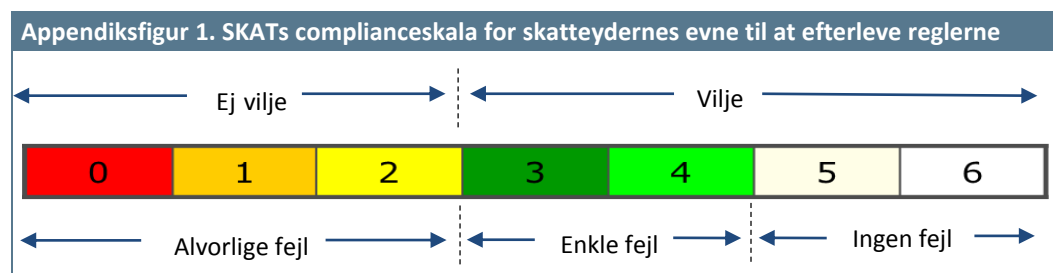 Appendiksfigur 1. SKATs complianceskala for skatteydernes evne til at efterleve reglerne
Ej vilje Vilje
0 1 2 3 4 5 6
Alvorlige fejl Enkle fejl Ingen fejl